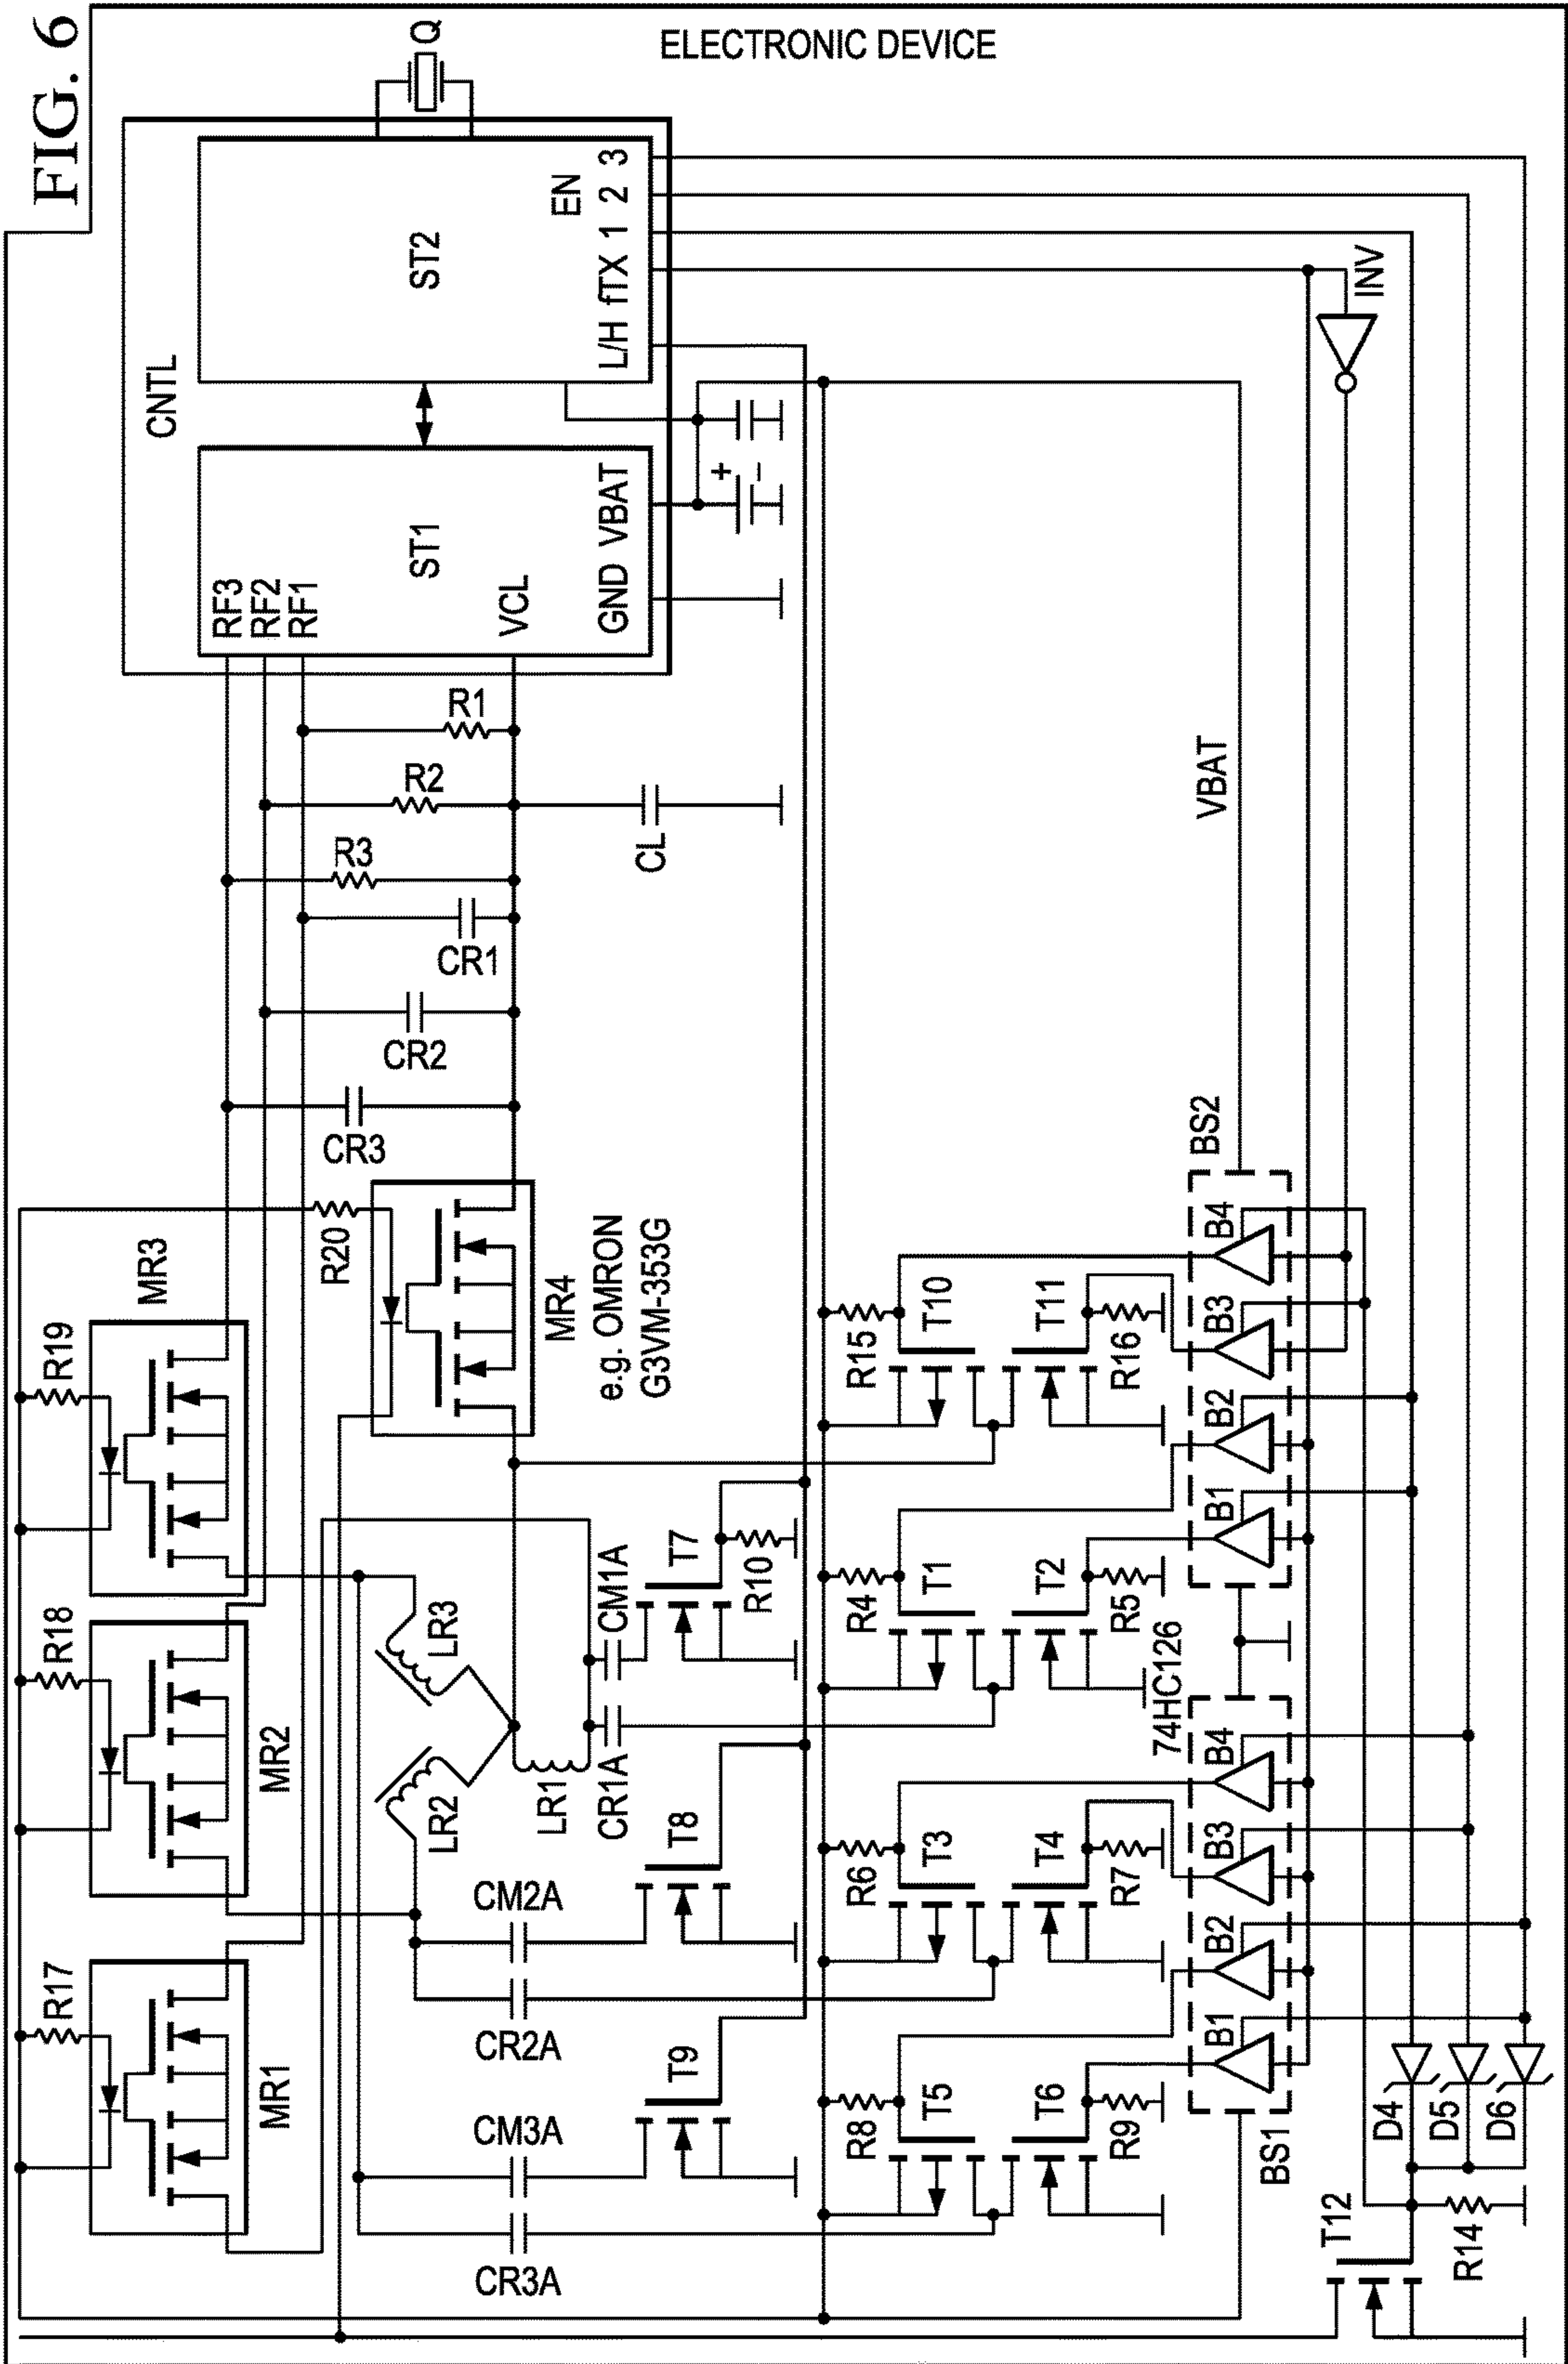 FIG. 6
ELECTRONIC DEVICE
CNTL
Q
ST2
EN
L/H fTX 1 2 3
ST1
RF3
RF2
RF1
VCL
GND VBAT
+
–
R1
R2
R3
CL
CR1
CR2
CR3
MR3
R19
R20
MR4
e.g. OMRON
G3VM-353G
R18
MR2
R17
MR1
LR3
LR2
LR1
CM1A
CR1A
T7
R10
T8
CM2A
CR2A
T9
CM3A
CR3A
VBAT
INV
R15
T10
T11
R16
R4
T1
T2
R5
R6
T3
T4
R7
R8
T5
T6
R9
BS2
B4
B3
B2
B1
74HC126
B4
B3
B2
B1
BS1
D4
D5
D6
T12
R14